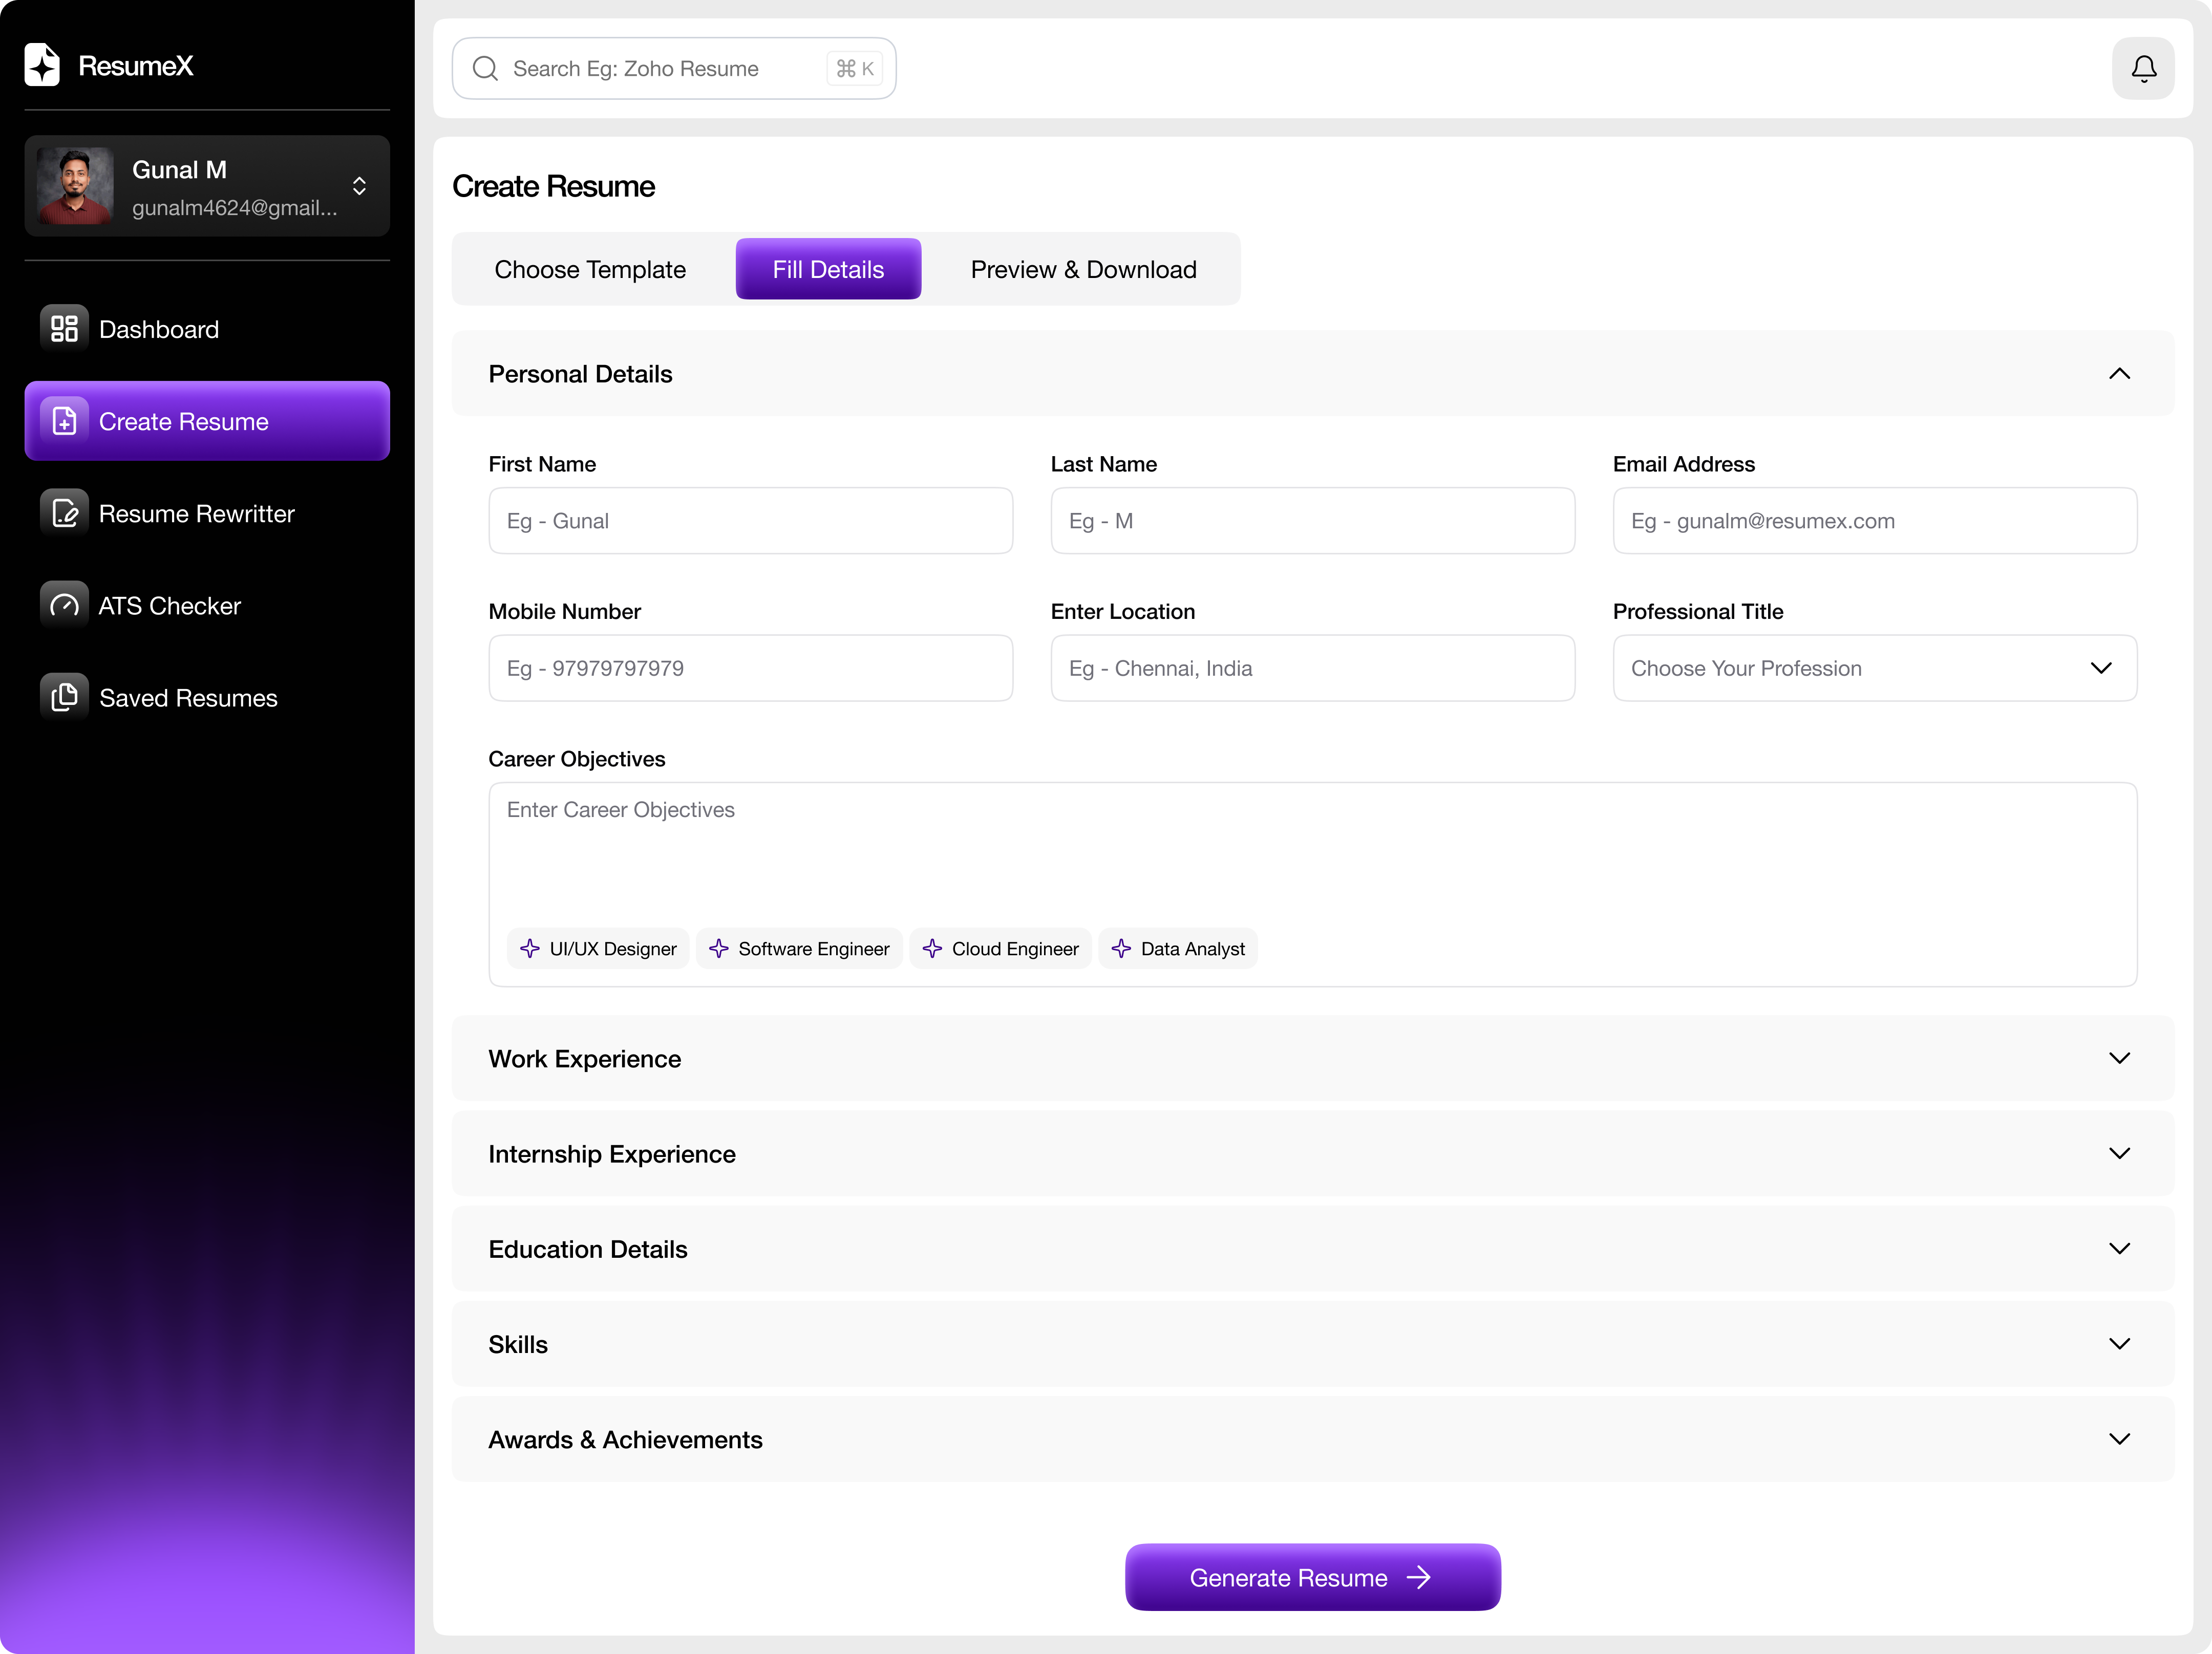 ResumeX
Gunal M
gunalm4624@gmail...
Dashboard
Create Resume
Resume Rewritter
ATS Checker
Saved Resumes
Search Eg: Zoho Resume ⌘ K
Create Resume
Choose Template Fill Details Preview & Download
Personal Details
First Name Last Name Email Address
Eg - Gunal Eg - M Eg - gunalm@resumex.com
Mobile Number Enter Location Professional Title
Eg - 97979797979 Eg - Chennai, India Choose Your Profession
Career Objectives
Enter Career Objectives
UI/UX Designer Software Engineer Cloud Engineer Data Analyst
Work Experience
Internship Experience
Education Details
Skills
Awards & Achievements
Generate Resume